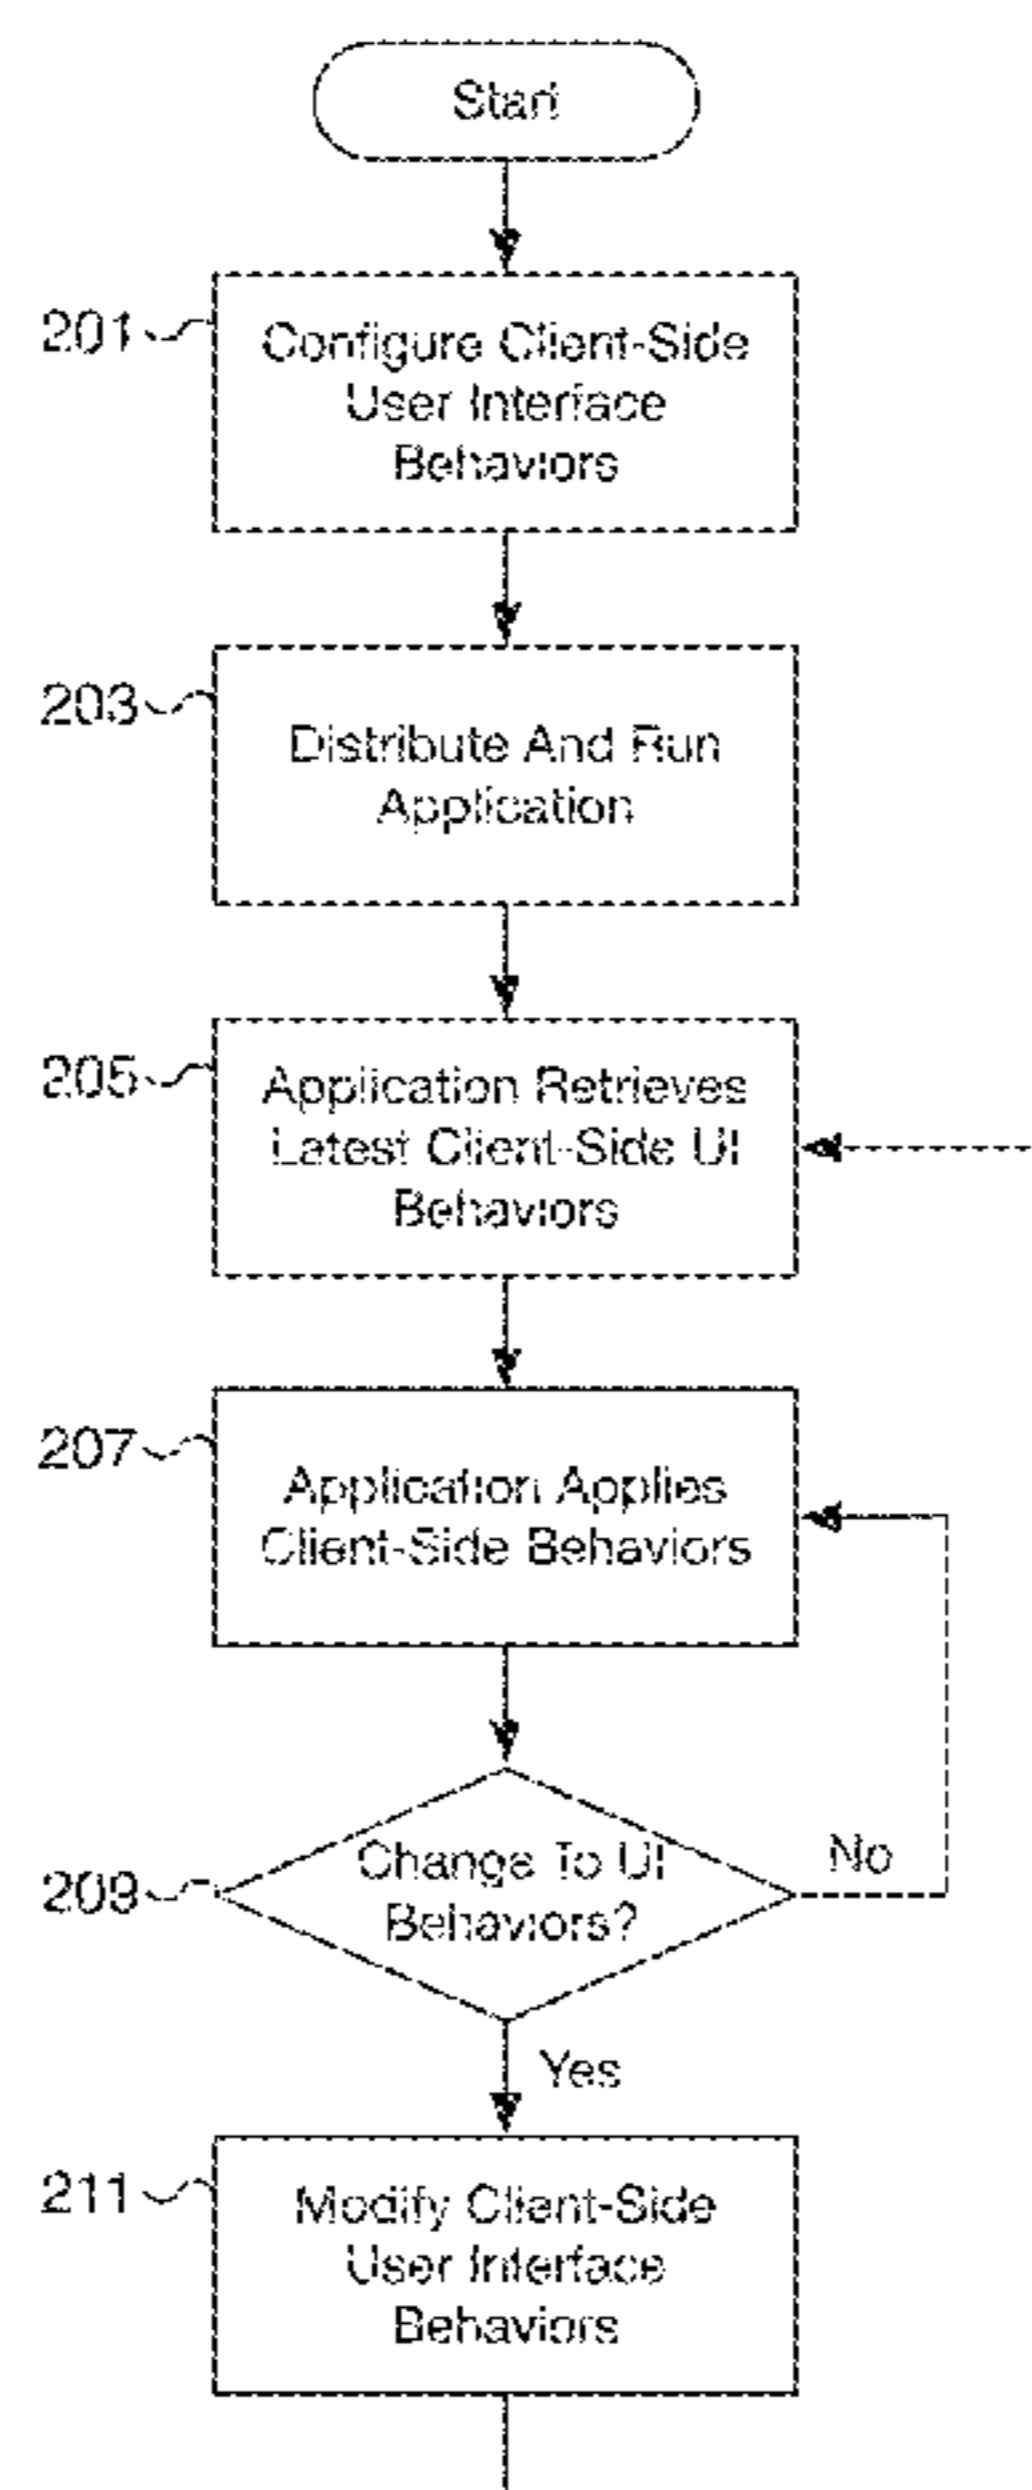 Start
201
Configure Client-Side
User Interface
Behaviors
203
Distribute And Run
Application
205
Application Retrieves
Latest Client-Side UI
Behaviors
207
Application Applies
Client-Side Behaviors
209
Change To UI
Behaviors?
No
Yes
211
Modify Client-Side
User Interface
Behaviors